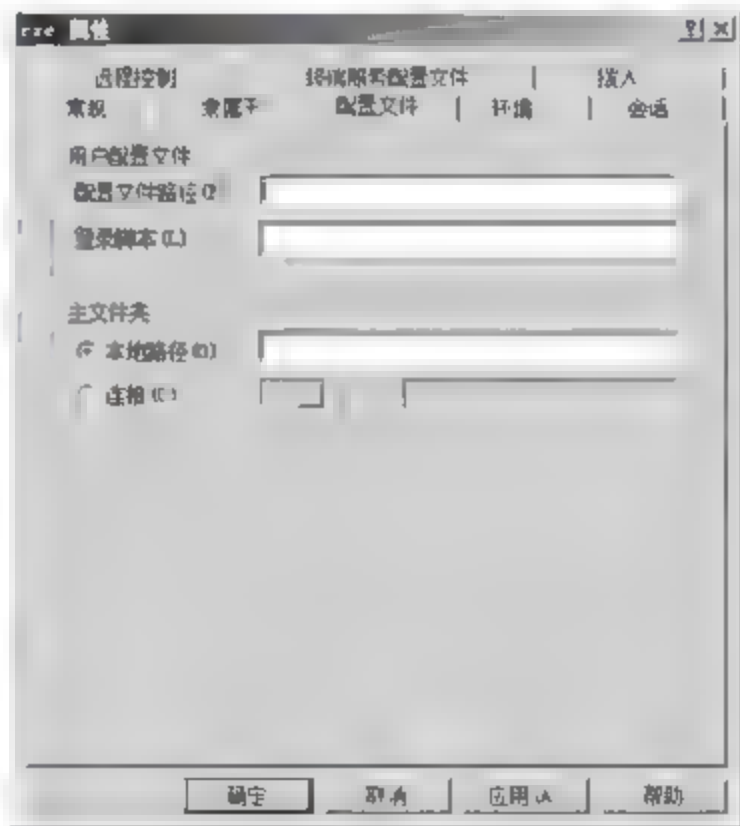 rze 属性
远程控制 终端服务配置文件 拨入
常规 隶属于 配置文件 环境 会话
用户配置文件
配置文件路径(P
登录脚本(L)
主文件夹
本地路径(O)
连接(C)
确定 取消 应用(A 帮助